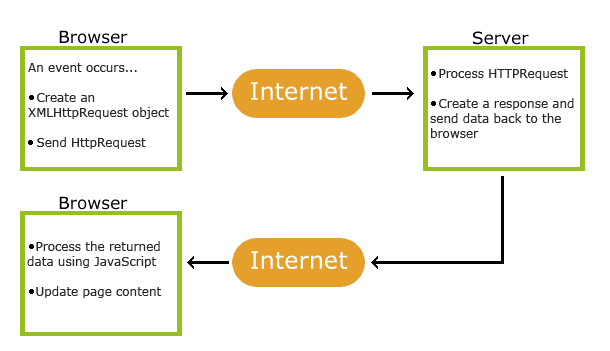 Browser
An event occurs...
•Create an
XMLHttpRequest object
• Send HttpRequest
Internet
Server
•Process HTTPRequest
•Create a response and
send data back to the
browser
Browser
•Process the returned
data using JavaScript
•Update page content
Internet